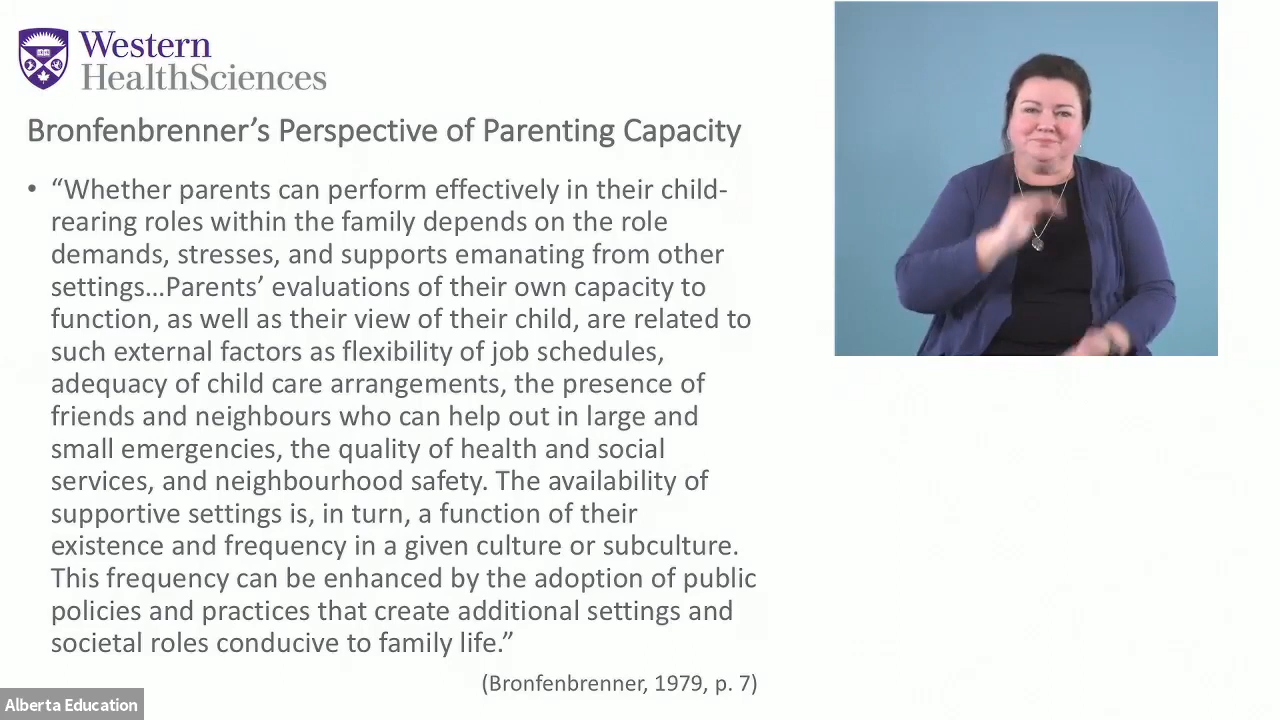 Western
HealthSciences
Bronfenbrenner’s Perspective of Parenting Capacity
• “Whether parents can perform effectively in their child-
rearing roles within the family depends on the role
demands, stresses, and supports emanating from other
settings…Parents’ evaluations of their own capacity to
function, as well as their view of their child, are related to
such external factors as flexibility of job schedules,
adequacy of child care arrangements, the presence of
friends and neighbours who can help out in large and
small emergencies, the quality of health and social
services, and neighbourhood safety. The availability of
supportive settings is, in turn, a function of their
existence and frequency in a given culture or subculture.
This frequency can be enhanced by the adoption of public
policies and practices that create additional settings and
societal roles conducive to family life.”
(Bronfenbrenner, 1979, p. 7)
Alberta Education